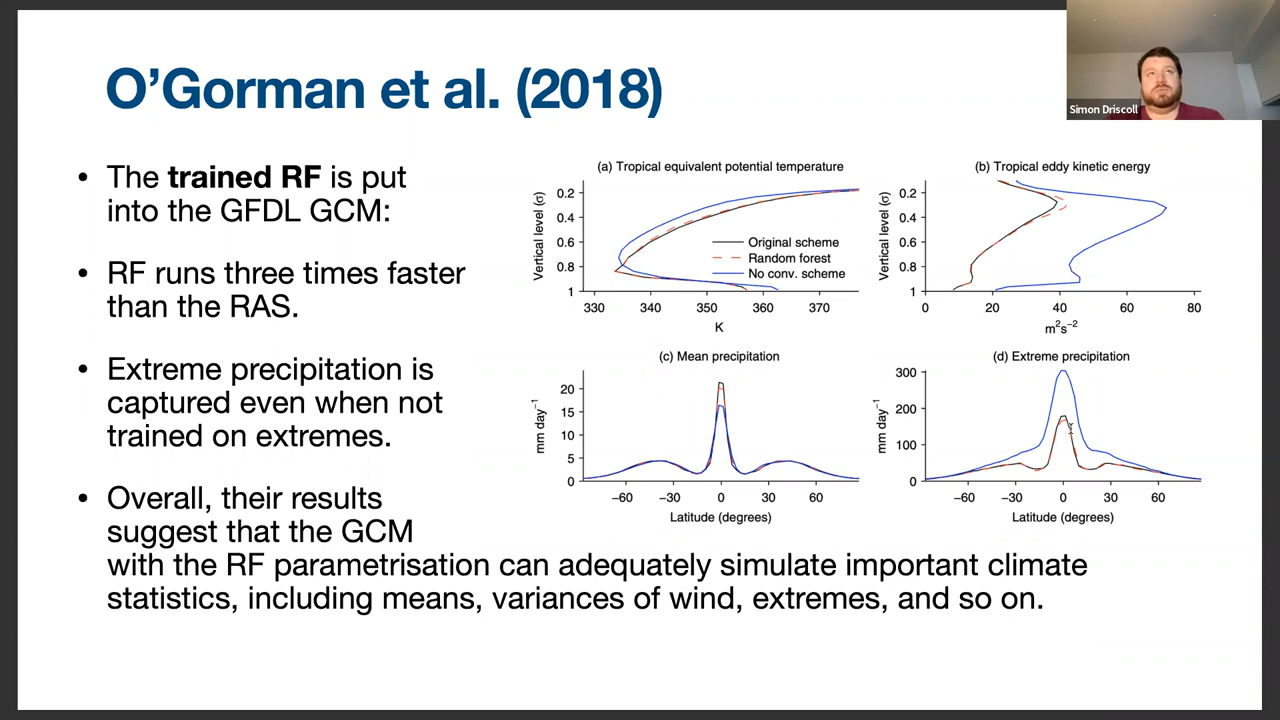 O’Gorman et al. (2018)
Simon Driscoll
• The trained RF is put
into the GFDL GCM:
• RF runs three times faster
than the RAS.
• Extreme precipitation is
captured even when not
trained on extremes.
• Overall, their results
suggest that the GCM
with the RF parametrisation can adequately simulate important climate
statistics, including means, variances of wind, extremes, and so on.
(a) Tropical equivalent potential temperature
Vertical level (σ)
0.2
0.4
0.6
0.8
1
Original scheme
Random forest
No conv. scheme
330 340 350 360 370
K
(b) Tropical eddy kinetic energy
Vertical level (σ)
0.2
0.4
0.6
0.8
1
0 20 40 60 80
m²s⁻²
(c) Mean precipitation
mm day⁻¹
20
15
10
5
0
−60 −30 0 30 60
Latitude (degrees)
(d) Extreme precipitation
mm day⁻¹
300
200
100
0
−60 −30 0 30 60
Latitude (degrees)